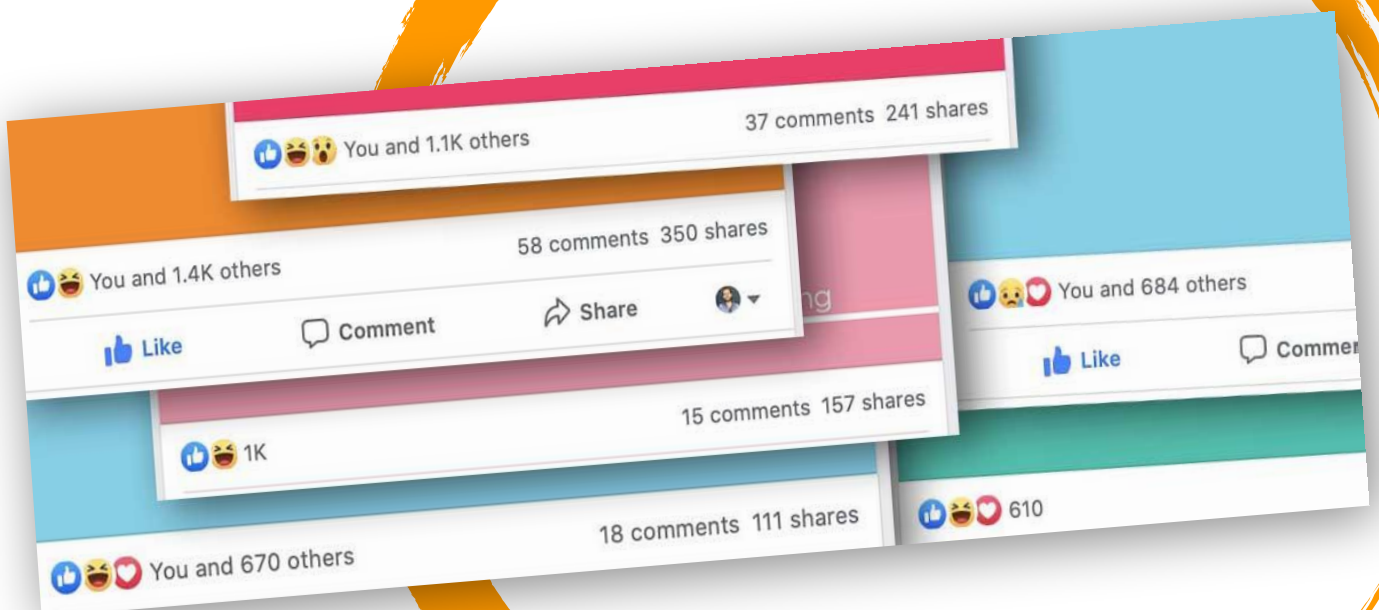 You and 1.1K others 37 comments 241 shares
You and 1.4K others 58 comments 350 shares
Like Comment Share
ng
1K 15 comments 157 shares
You and 670 others 18 comments 111 shares
You and 684 others
Like Commer
610